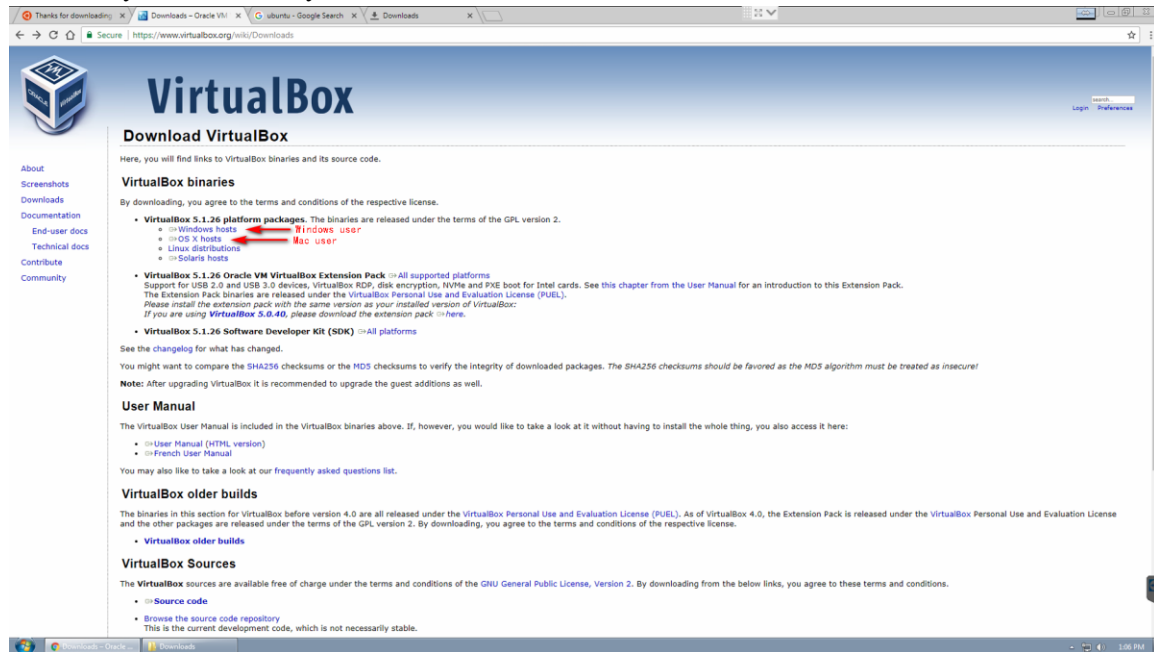 Thanks for downloading
Downloads – Oracle VM
ubuntu - Google Search
Downloads
Secure | https://www.virtualbox.org/wiki/Downloads
ORACLE
VM
VirtualBox
VirtualBox
search...
Login Preferences
Download VirtualBox
Here, you will find links to VirtualBox binaries and its source code.
About
Screenshots
Downloads
Documentation
End-user docs
Technical docs
Contribute
Community
VirtualBox binaries
By downloading, you agree to the terms and conditions of the respective license.
• VirtualBox 5.1.26 platform packages. The binaries are released under the terms of the GPL version 2.
Windows hosts Windows user
OS X hosts Mac user
Linux distributions
Solaris hosts
• VirtualBox 5.1.26 Oracle VM VirtualBox Extension Pack All supported platforms
Support for USB 2.0 and USB 3.0 devices, VirtualBox RDP, disk encryption, NVMe and PXE boot for Intel cards. See this chapter from the User Manual for an introduction to this Extension Pack.
The Extension Pack binaries are released under the VirtualBox Personal Use and Evaluation License (PUEL).
Please install the extension pack with the same version as your installed version of VirtualBox:
If you are using VirtualBox 5.0.40, please download the extension pack here.
• VirtualBox 5.1.26 Software Developer Kit (SDK) All platforms
See the changelog for what has changed.
You might want to compare the SHA256 checksums or the MD5 checksums to verify the integrity of downloaded packages. The SHA256 checksums should be favored as the MD5 algorithm must be treated as insecure!
Note: After upgrading VirtualBox it is recommended to upgrade the guest additions as well.
User Manual
The VirtualBox User Manual is included in the VirtualBox binaries above. If, however, you would like to take a look at it without having to install the whole thing, you also access it here:
• User Manual (HTML version)
• French User Manual
You may also like to take a look at our frequently asked questions list.
VirtualBox older builds
The binaries in this section for VirtualBox before version 4.0 are all released under the VirtualBox Personal Use and Evaluation License (PUEL). As of VirtualBox 4.0, the Extension Pack is released under the VirtualBox Personal Use and Evaluation License
and the other packages are released under the terms of the GPL version 2. By downloading, you agree to the terms and conditions of the respective license.
• VirtualBox older builds
VirtualBox Sources
The VirtualBox sources are available free of charge under the terms and conditions of the GNU General Public License, Version 2. By downloading from the below links, you agree to these terms and conditions.
• Source code
• Browse the source code repository
This is the current development code, which is not necessarily stable.
Downloads - Oracle ...
Downloads
1:06 PM